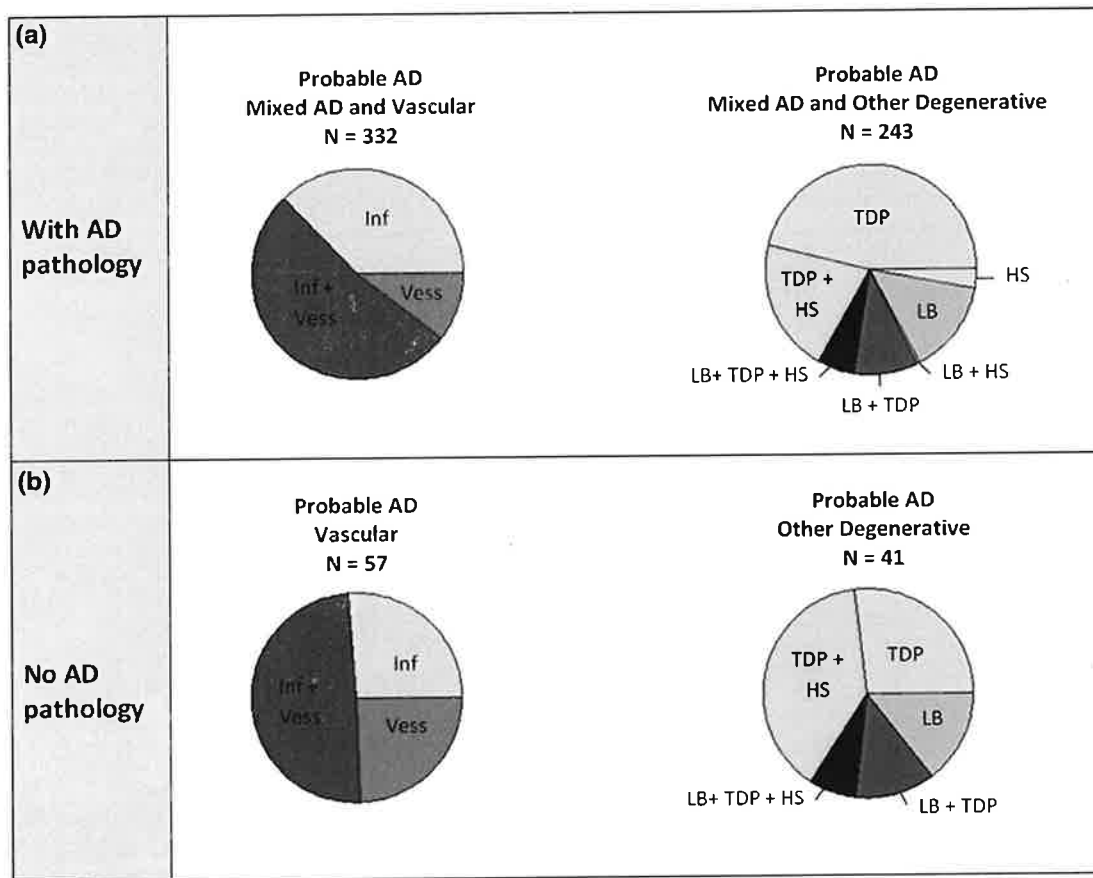 (a)
With AD
pathology
Probable AD
Mixed AD and Vascular
N = 332
Inf
Inf +
Vess
Vess
Probable AD
Mixed AD and Other Degenerative
N = 243
TDP
HS
TDP +
HS
LB
LB+ TDP + HS
LB + HS
LB + TDP
(b)
No AD
pathology
Probable AD
Vascular
N = 57
Inf
Inf +
Vess
Vess
Probable AD
Other Degenerative
N = 41
TDP +
HS
TDP
LB
LB+ TDP + HS
LB + TDP